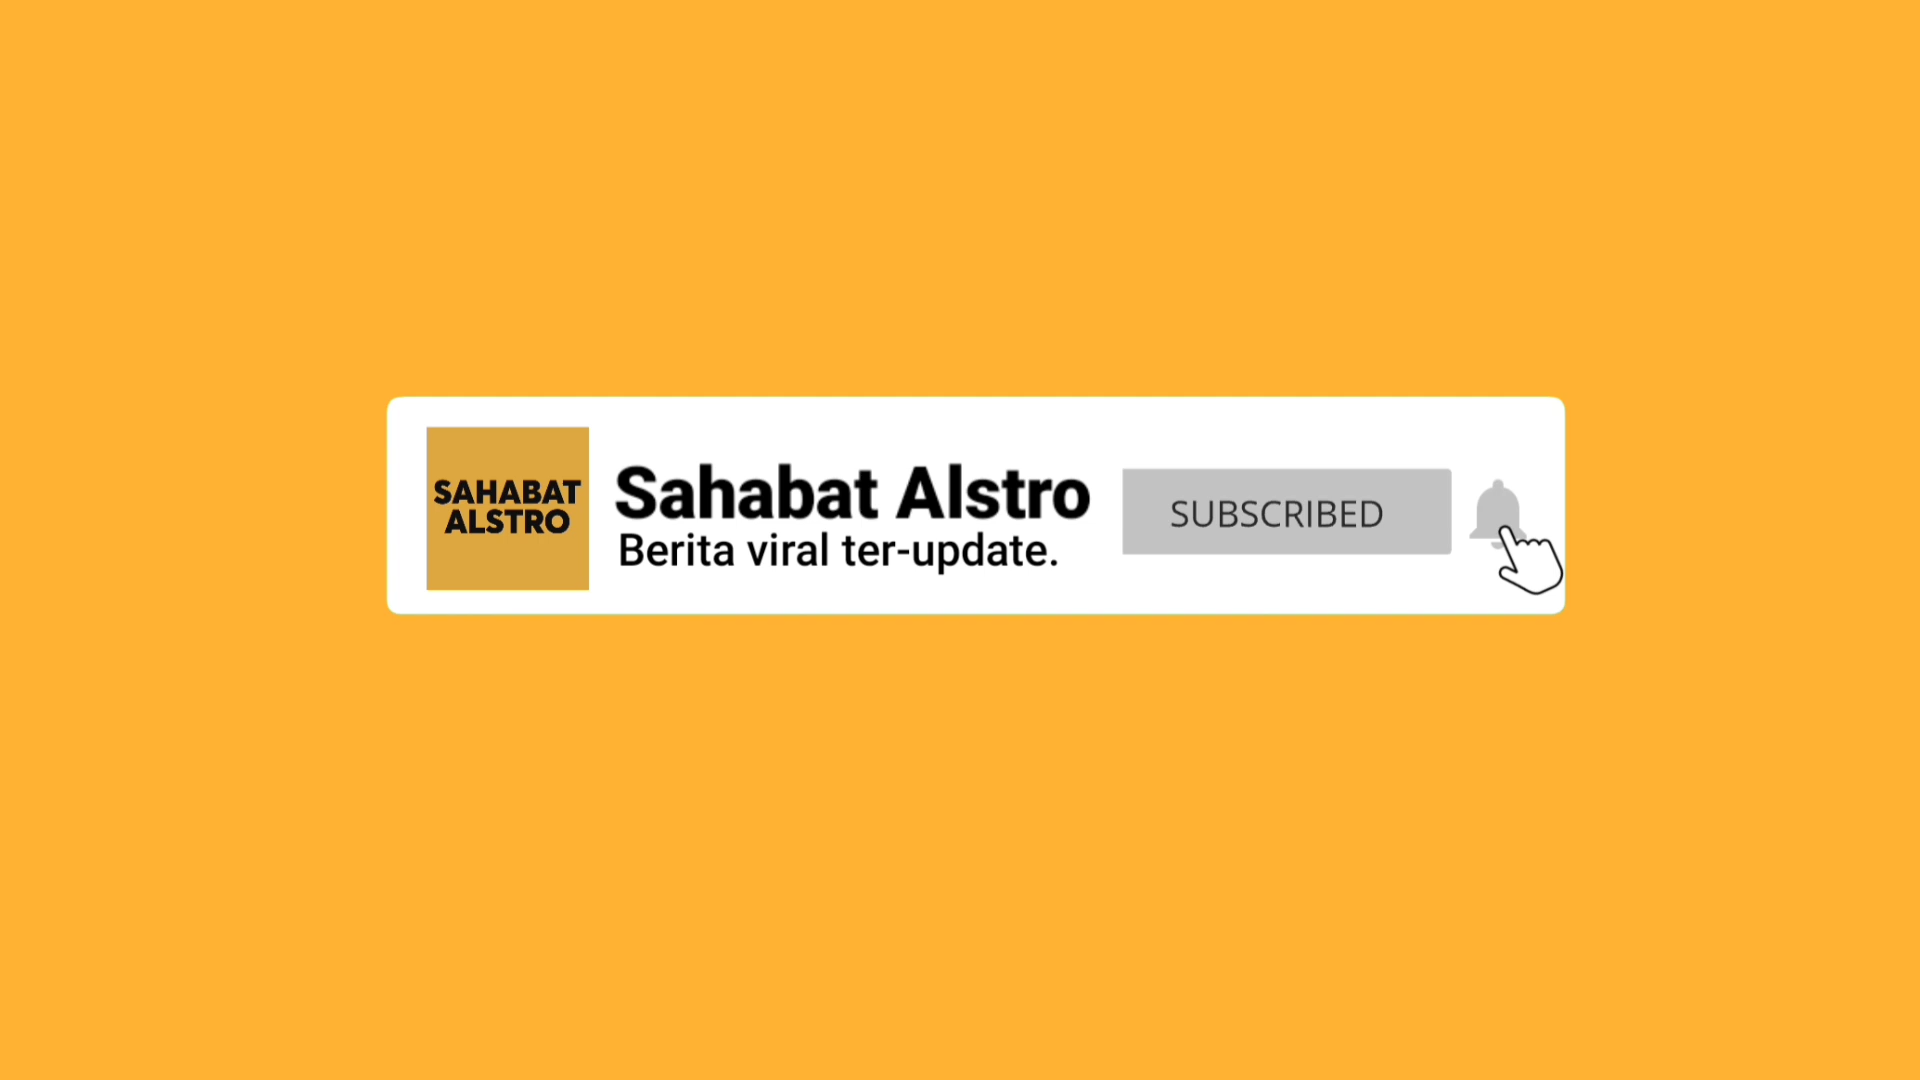 SAHABAT
ALSTRO
Sahabat Alstro
Berita viral ter-update.
SUBSCRIBED